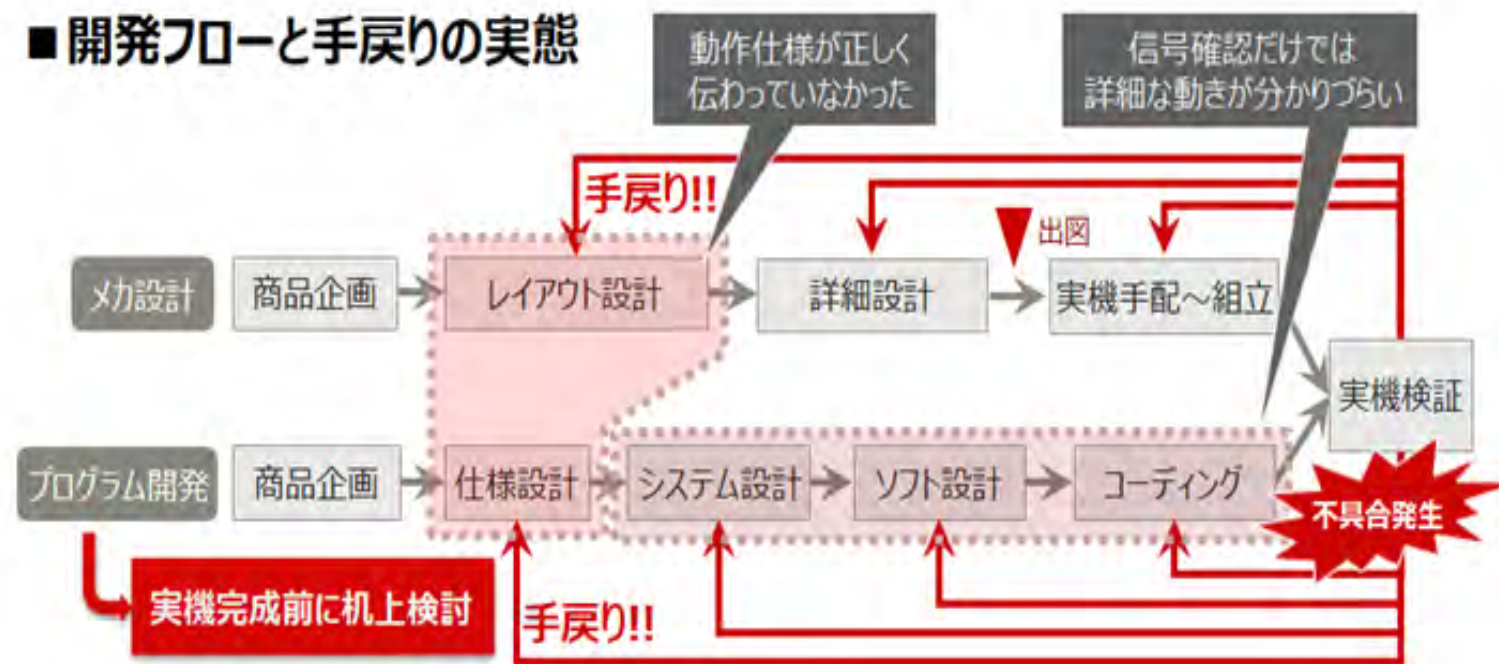 ■開発フローと手戻りの実態
動作仕様が正しく
伝わっていなかった
信号確認だけでは
詳細な動きが分かりづらい
手戻り!!
出図
メカ設計
商品企画
レイアウト設計
詳細設計
実機手配～組立
実機検証
プログラム開発
商品企画
仕様設計
システム設計
ソフト設計
コーディング
不具合発生
実機完成前に机上検討
手戻り!!